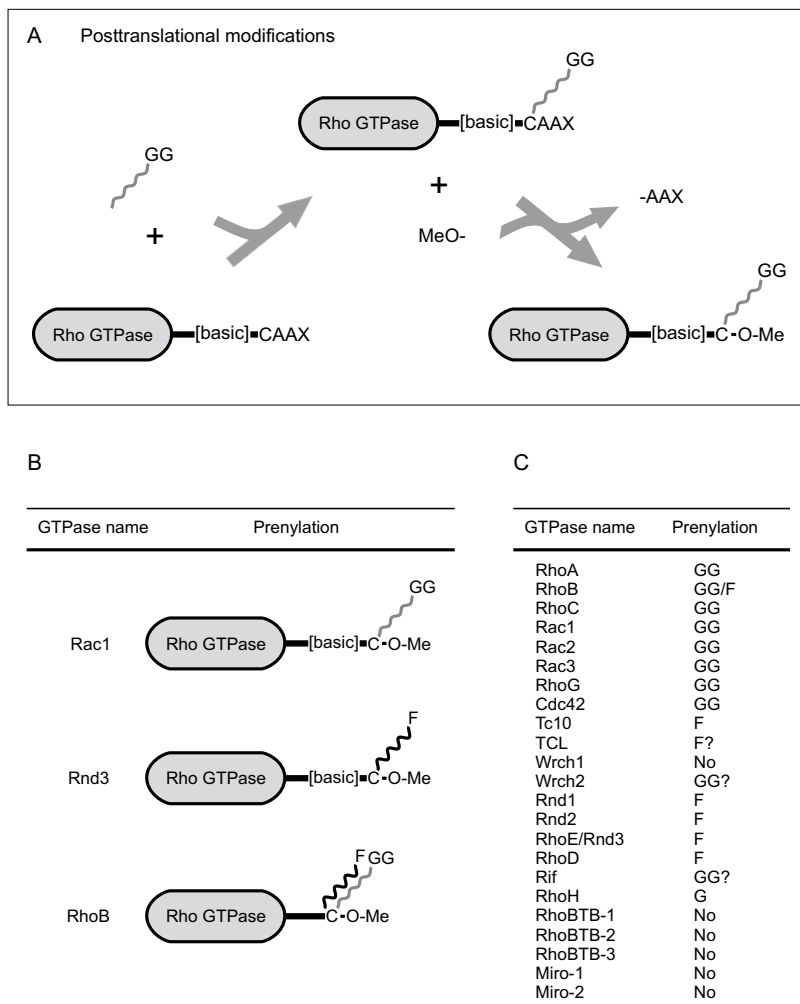 A Posttranslational modifications
GG
Rho GTPase [basic] CAAX
GG
+
+
MeO-
-AAX
GG
Rho GTPase [basic] CAAX
Rho GTPase [basic] C-O-Me
B
GTPase name Prenylation
GG
Rac1 Rho GTPase [basic] C-O-Me
F
Rnd3 Rho GTPase [basic] C-O-Me
F GG
RhoB Rho GTPase C-O-Me
C
GTPase name Prenylation
RhoA GG
RhoB GG/F
RhoC GG
Rac1 GG
Rac2 GG
Rac3 GG
RhoG GG
Cdc42 GG
Tc10 F
TCL F?
Wrch1 No
Wrch2 GG?
Rnd1 F
Rnd2 F
RhoE/Rnd3 F
RhoD F
Rif GG?
RhoH G
RhoBTB-1 No
RhoBTB-2 No
RhoBTB-3 No
Miro-1 No
Miro-2 No